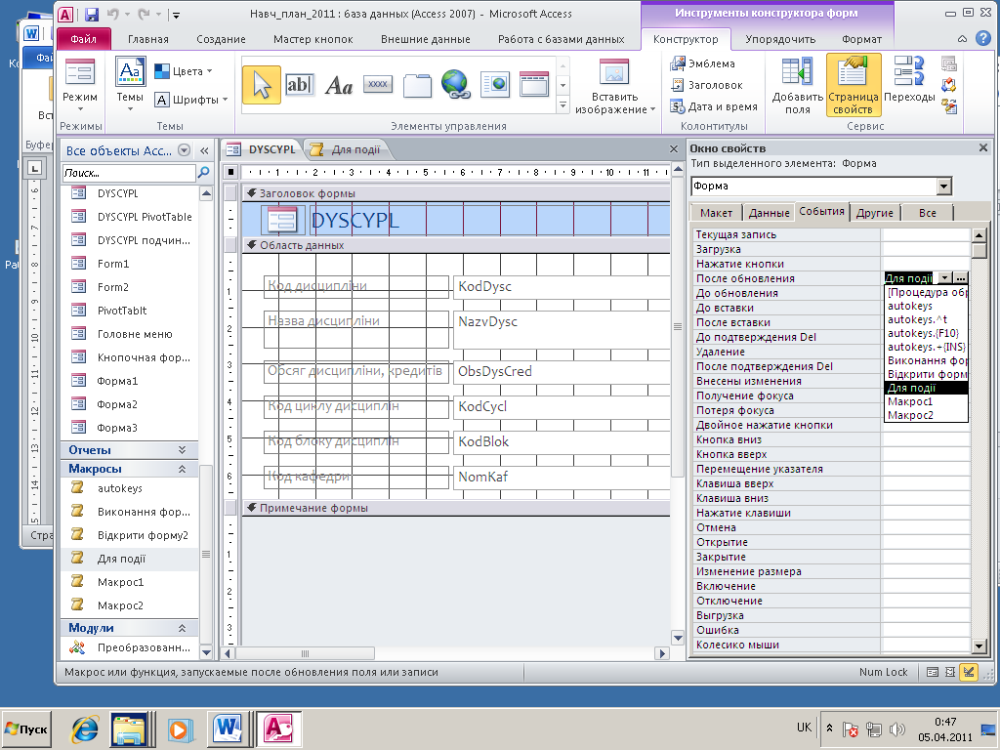 Навч_план_2011 : база данных (Access 2007) - Microsoft Access
Инструменты конструктора форм
Файл
Главная
Создание
Мастер кнопок
Внешние данные
Работа с базами данных
Конструктор
Упорядочить
Формат
Режим
Режимы
Темы
Цвета
Шрифты
Темы
ab|
Aa
xxxx
Элементы управления
Вставить изображение
Эмблема
Заголовок
Дата и время
Колонтитулы
Добавить поля
Страница свойств
Переходы
Сервис
Все объекты Acc...
Поиск...
DYSCYPL
DYSCYPL PivotTable
DYSCYPL подчин...
Form1
Form2
PivotTablt
Головне меню
Кнопочная фор...
Форма1
Форма2
Форма3
Отчеты
Макросы
autokeys
Виконання фор...
Відкрити форму2
Для події
Макрос1
Макрос2
Модули
Преобразованн...
DYSCYPL
Для події
Заголовок формы
DYSCYPL
Область данных
Код дисципліни
KodDysc
Назва дисципліни
NazvDysc
Обсяг дисципліни, кредитів
ObsDysCred
Код циклу дисциплін
KodCycl
Код блоку дисциплін
KodBlok
Код кафедри
NomKaf
Примечание формы
Окно свойств
Тип выделенного элемента: Форма
Форма
Макет
Данные
События
Другие
Все
Текущая запись
Загрузка
Нажатие кнопки
После обновления
Для події
До обновления
До вставки
После вставки
До подтверждения Del
Удаление
После подтверждения Del
Внесены изменения
Получение фокуса
Потеря фокуса
Двойное нажатие кнопки
Кнопка вниз
Кнопка вверх
Перемещение указателя
Клавиша вверх
Клавиша вниз
Нажатие клавиши
Отмена
Открытие
Закрытие
Изменение размера
Включение
Отключение
Выгрузка
Ошибка
Колесико мыши
[Процедура обр
autokeys
autokeys.^t
autokeys.{F10}
autokeys.+{INS}
Виконання фор
Відкрити форм
Для події
Макрос1
Макрос2
Макрос или функция, запускаемые после обновления поля или записи
Num Lock
Стра
Пуск
UK
0:47
05.04.2011